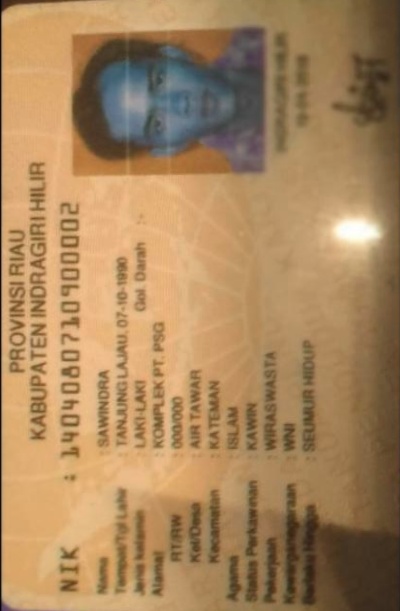 PROVINSI RIAU
KABUPATEN INDRAGIRI HILIR
NIK : 1404080710900002
Nama : SAWINDRA
Tempat/Tgl Lahir : TANJUNG LAJAU, 07-10-1990
Jenis kelamin : LAKI-LAKI Gol. Darah : -
Alamat : KOMPLEK PT. PSG
RT/RW : 000/000
Kel/Desa : AIR TAWAR
Kecamatan : KATEMAN
Agama : ISLAM
Status Perkawinan : KAWIN
Pekerjaan : WIRASWASTA
Kewarganegaraan : WNI
Berlaku Hingga : SEUMUR HIDUP
INDRAGIRI HILIR